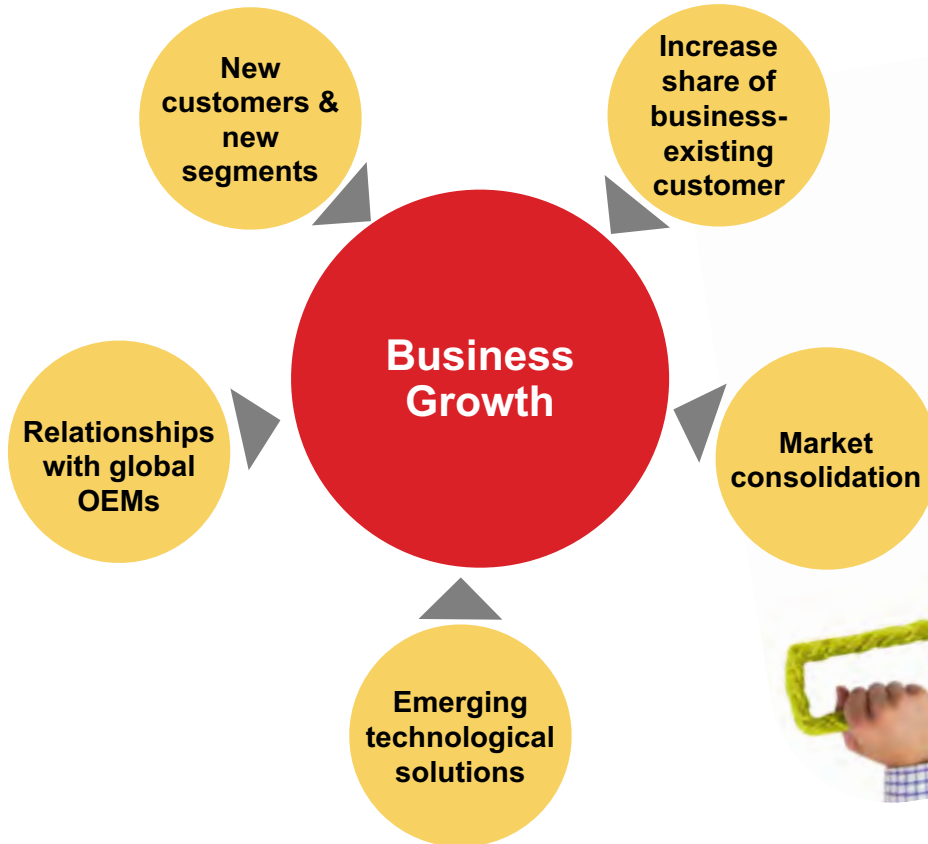 New
customers &
new
segments
Increase
share of
business-
existing
customer
Business
Growth
Relationships
with global
OEMs
Market
consolidation
Emerging
technological
solutions